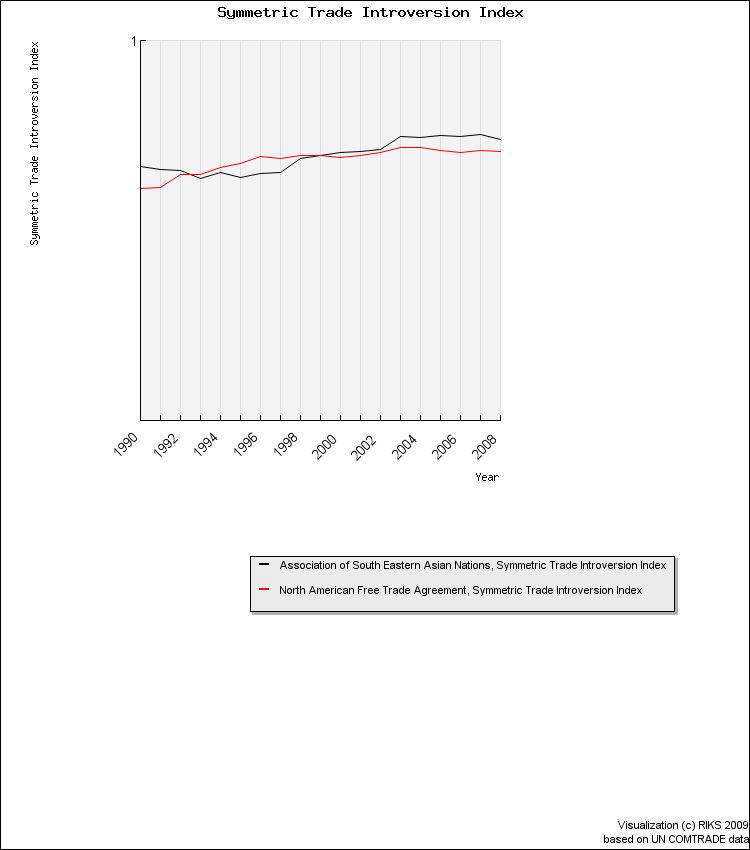 Symmetric Trade Introversion Index
Symmetric Trade Introversion Index
1
1990 1992 1994 1996 1998 2000 2002 2004 2006 2008
Year
Association of South Eastern Asian Nations, Symmetric Trade Introversion Index
North American Free Trade Agreement, Symmetric Trade Introversion Index
Visualization (c) RIKS 2009
based on UN COMTRADE data